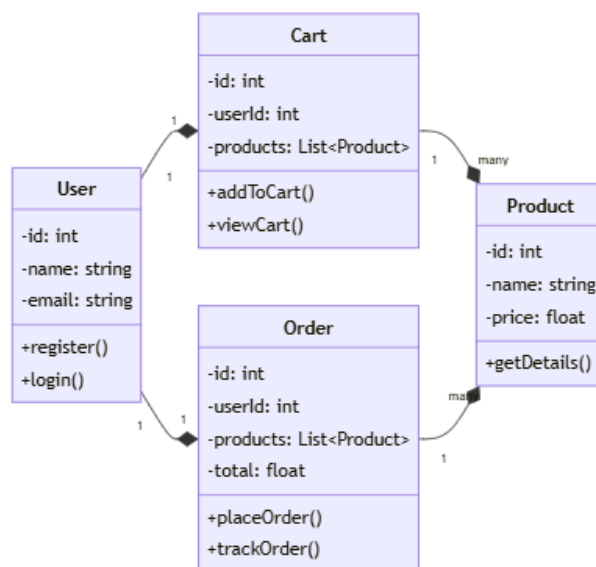 Cart
-id: int
-userId: int
-products: List<Product>
+addToCart()
+viewCart()
1
1
1
many
User
-id: int
-name: string
-email: string
+register()
+login()
Product
-id: int
-name: string
-price: float
+getDetails()
Order
-id: int
-userId: int
-products: List<Product>
-total: float
+placeOrder()
+trackOrder()
1
1
1